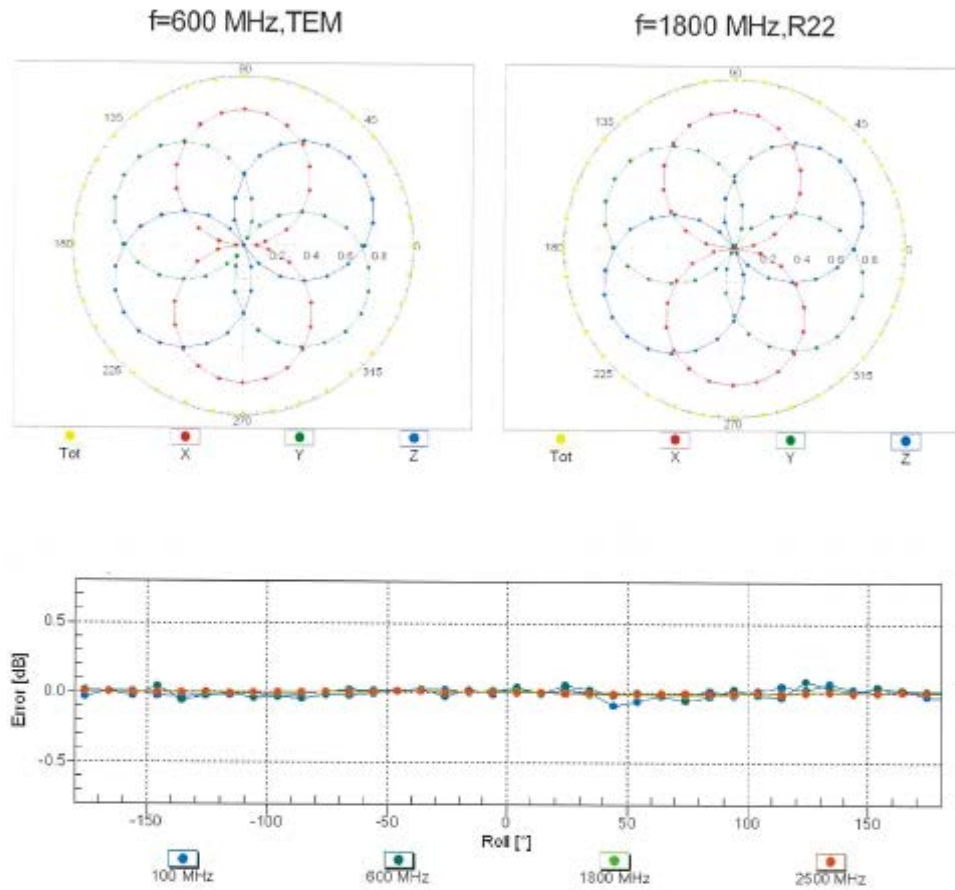 f=600 MHz,TEM
f=1800 MHz,R22
90
135
45
180
0.2 0.4 0.6 0.8
0
225
315
270
Tot X Y Z
90
135
45
180
0.2 0.4 0.6 0.8
0
225
315
270
Tot X Y Z
Error [dB]
0.5
0.0
-0.5
-150 -100 -50 0 50 100 150
Roll [°]
100 MHz 600 MHz 1800 MHz 2500 MHz